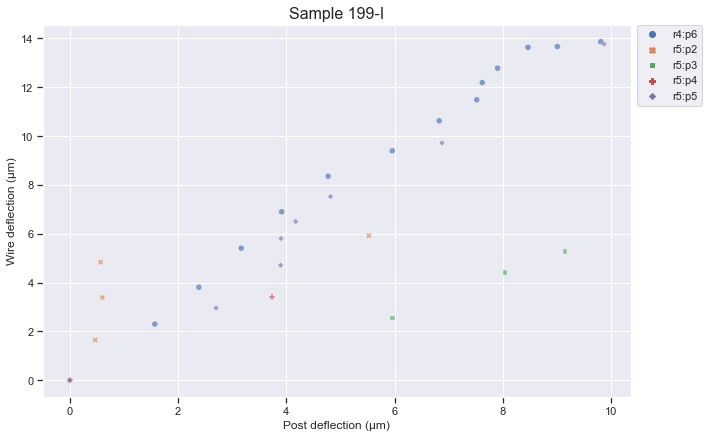 Sample 199-I
r4:p6
r5:p2
r5:p3
r5:p4
r5:p5
14
12
10
8
6
4
2
0
Wire deflection (μm)
0 2 4 6 8 10
Post deflection (μm)